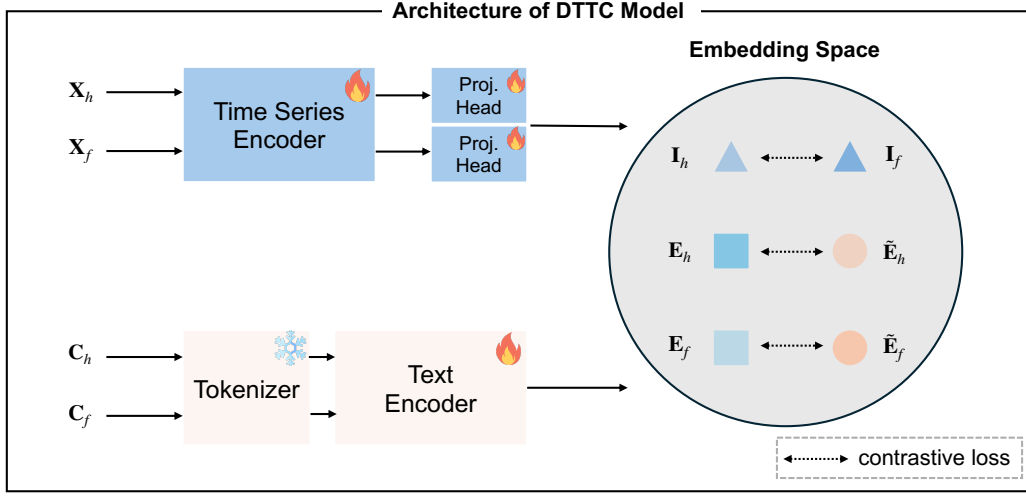 Architecture of DTTC Model
Embedding Space
X_h
X_f
Time Series
Encoder
Proj.
Head
Proj.
Head
I_h
I_f
E_h
Ẽ_h
E_f
Ẽ_f
C_h
C_f
Tokenizer
Text
Encoder
contrastive loss